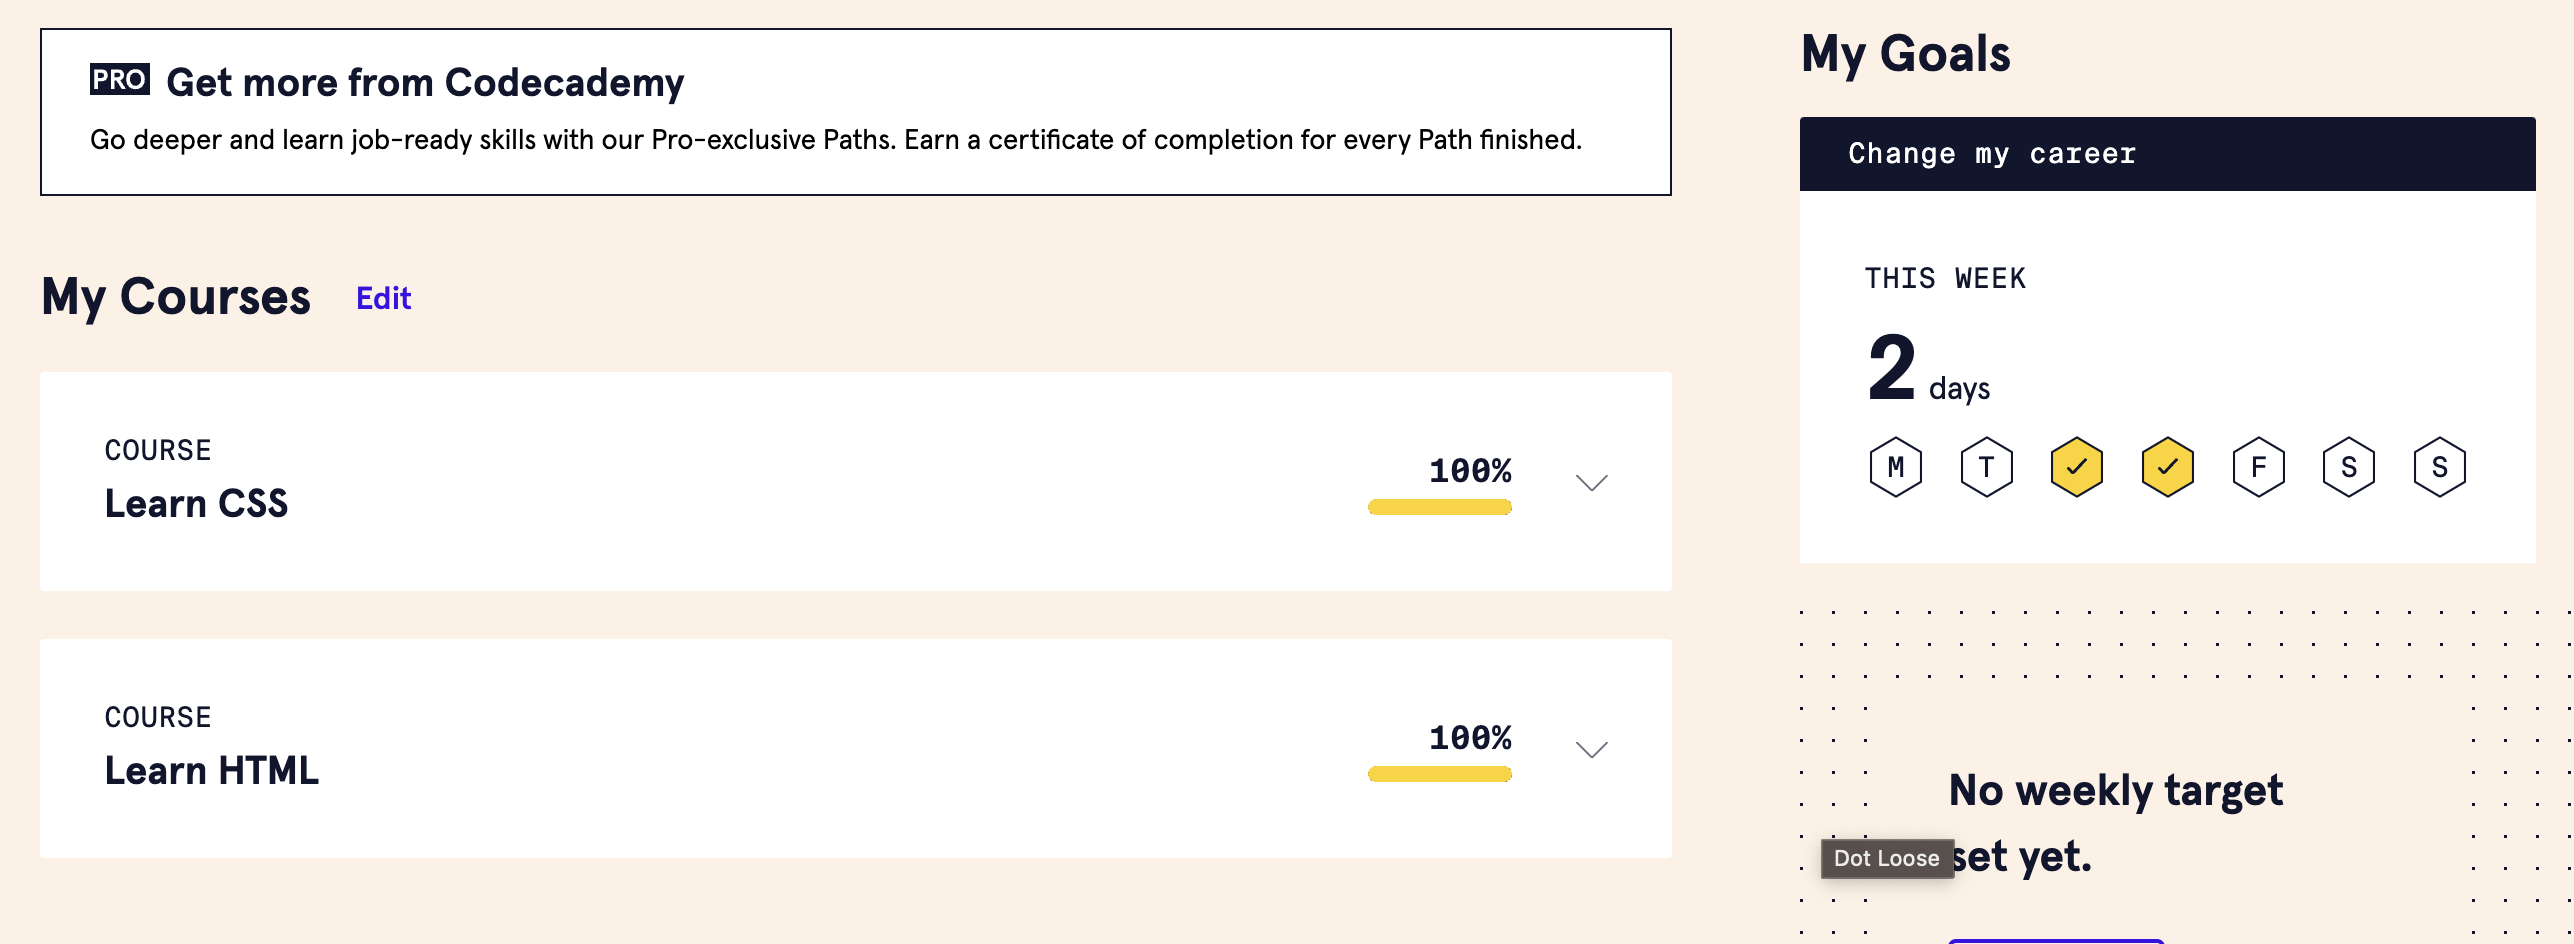 PRO Get more from Codecademy
Go deeper and learn job-ready skills with our Pro-exclusive Paths. Earn a certificate of completion for every Path finished.
My Courses Edit
COURSE
Learn CSS
100%
COURSE
Learn HTML
100%
My Goals
Change my career
THIS WEEK
2 days
M T F S S
No weekly target
set yet.
Dot Loose